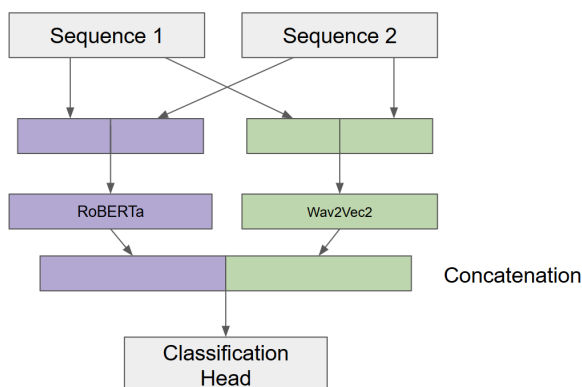 Sequence 1
Sequence 2
RoBERTa
Wav2Vec2
Concatenation
Classification
Head